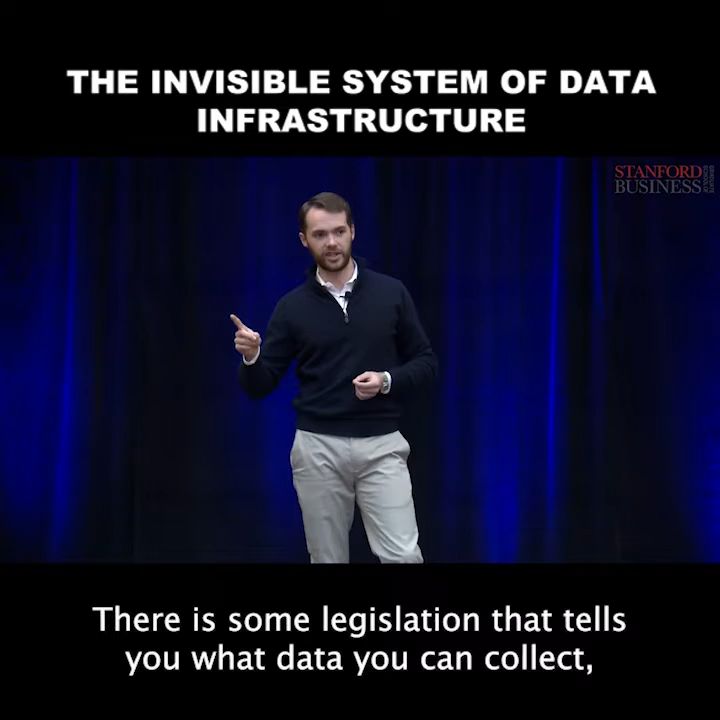 THE INVISIBLE SYSTEM OF DATA
INFRASTRUCTURE
STANFORD
BUSINESS
There is some legislation that tells
you what data you can collect,